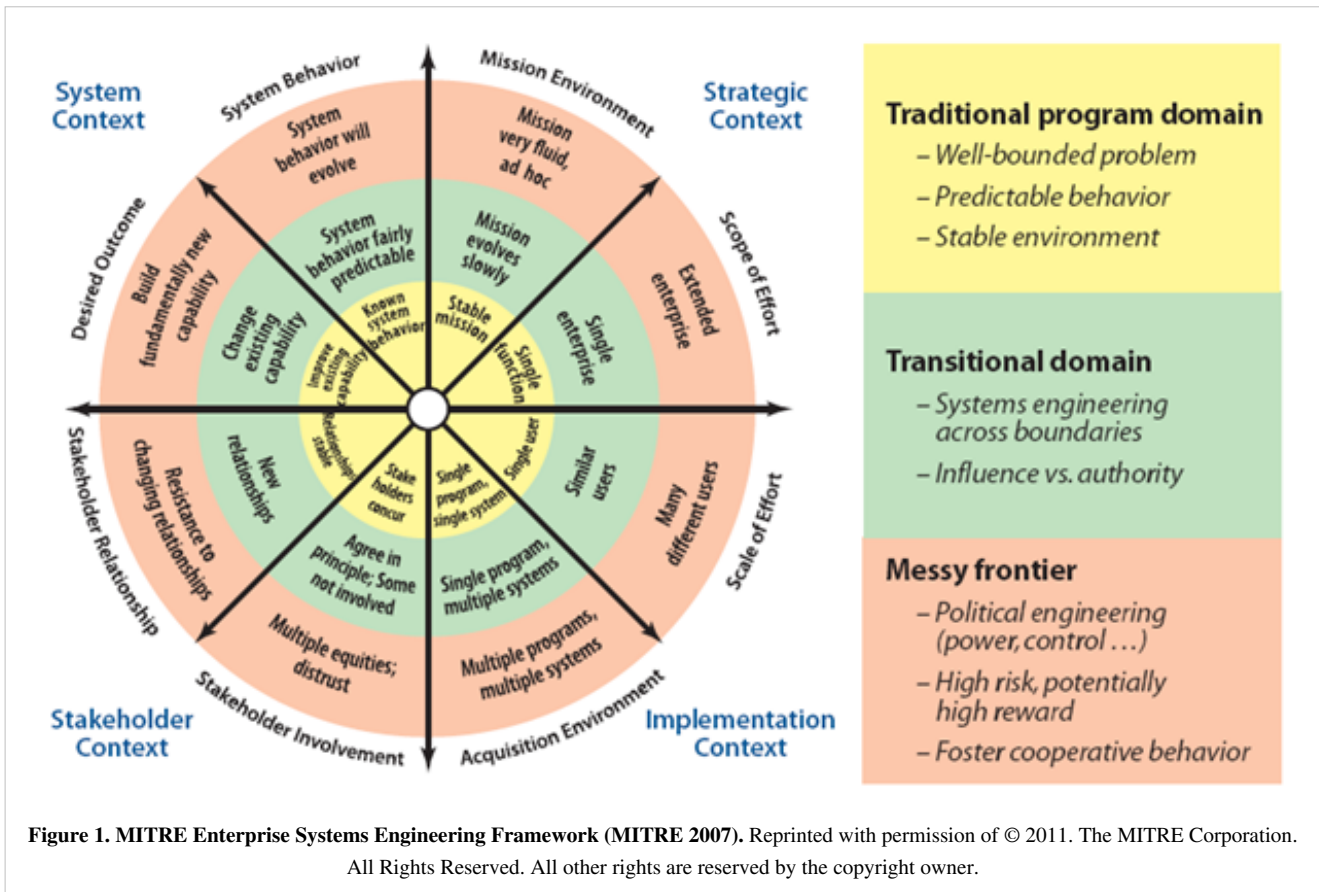 System
Context
System Behavior
Mission Environment
Strategic
Context
Desired Outcome
Scope of Effort
Stakeholder Relationship
Scale of Effort
Stakeholder
Context
Stakeholder Involvement
Acquisition Environment
Implementation
Context
System
behavior will
evolve
Mission
very fluid,
ad hoc
Build
fundamentally new
capability
Extended
enterprise
Resistance to
changing relationships
Many
different users
Multiple equities;
distrust
Multiple programs,
multiple systems
System
behavior fairly
predictable
Mission
evolves
slowly
Change
existing
capability
Single
enterprise
New
relationships
Similar
users
Agree in
principle; Some
not involved
Single program,
multiple systems
Known
system
behavior
Stable
mission
Improve
existing
capability
Single
function
Relationships
stable
Single user
Stake
holders
concur
Single
program,
single system
Traditional program domain
– Well-bounded problem
– Predictable behavior
– Stable environment
Transitional domain
– Systems engineering
across boundaries
– Influence vs. authority
Messy frontier
– Political engineering
(power, control …)
– High risk, potentially
high reward
– Foster cooperative behavior
Figure 1. MITRE Enterprise Systems Engineering Framework (MITRE 2007). Reprinted with permission of © 2011. The MITRE Corporation.
All Rights Reserved. All other rights are reserved by the copyright owner.